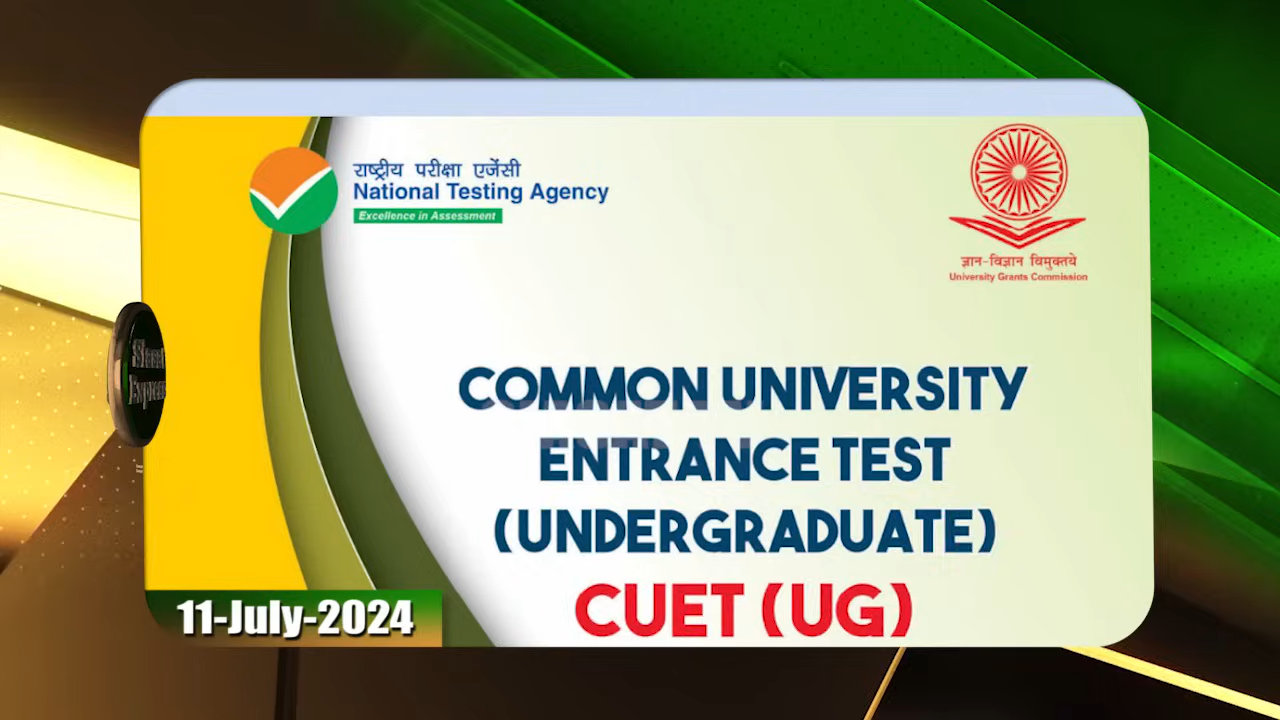 राष्ट्रीय परीक्षा एजेंसी
National Testing Agency
Excellence in Assessment
ज्ञान-विज्ञान विमुक्तये
University Grants Commission
COMMON UNIVERSITY
ENTRANCE TEST
(UNDERGRADUATE)
CUET (UG)
11-July-2024